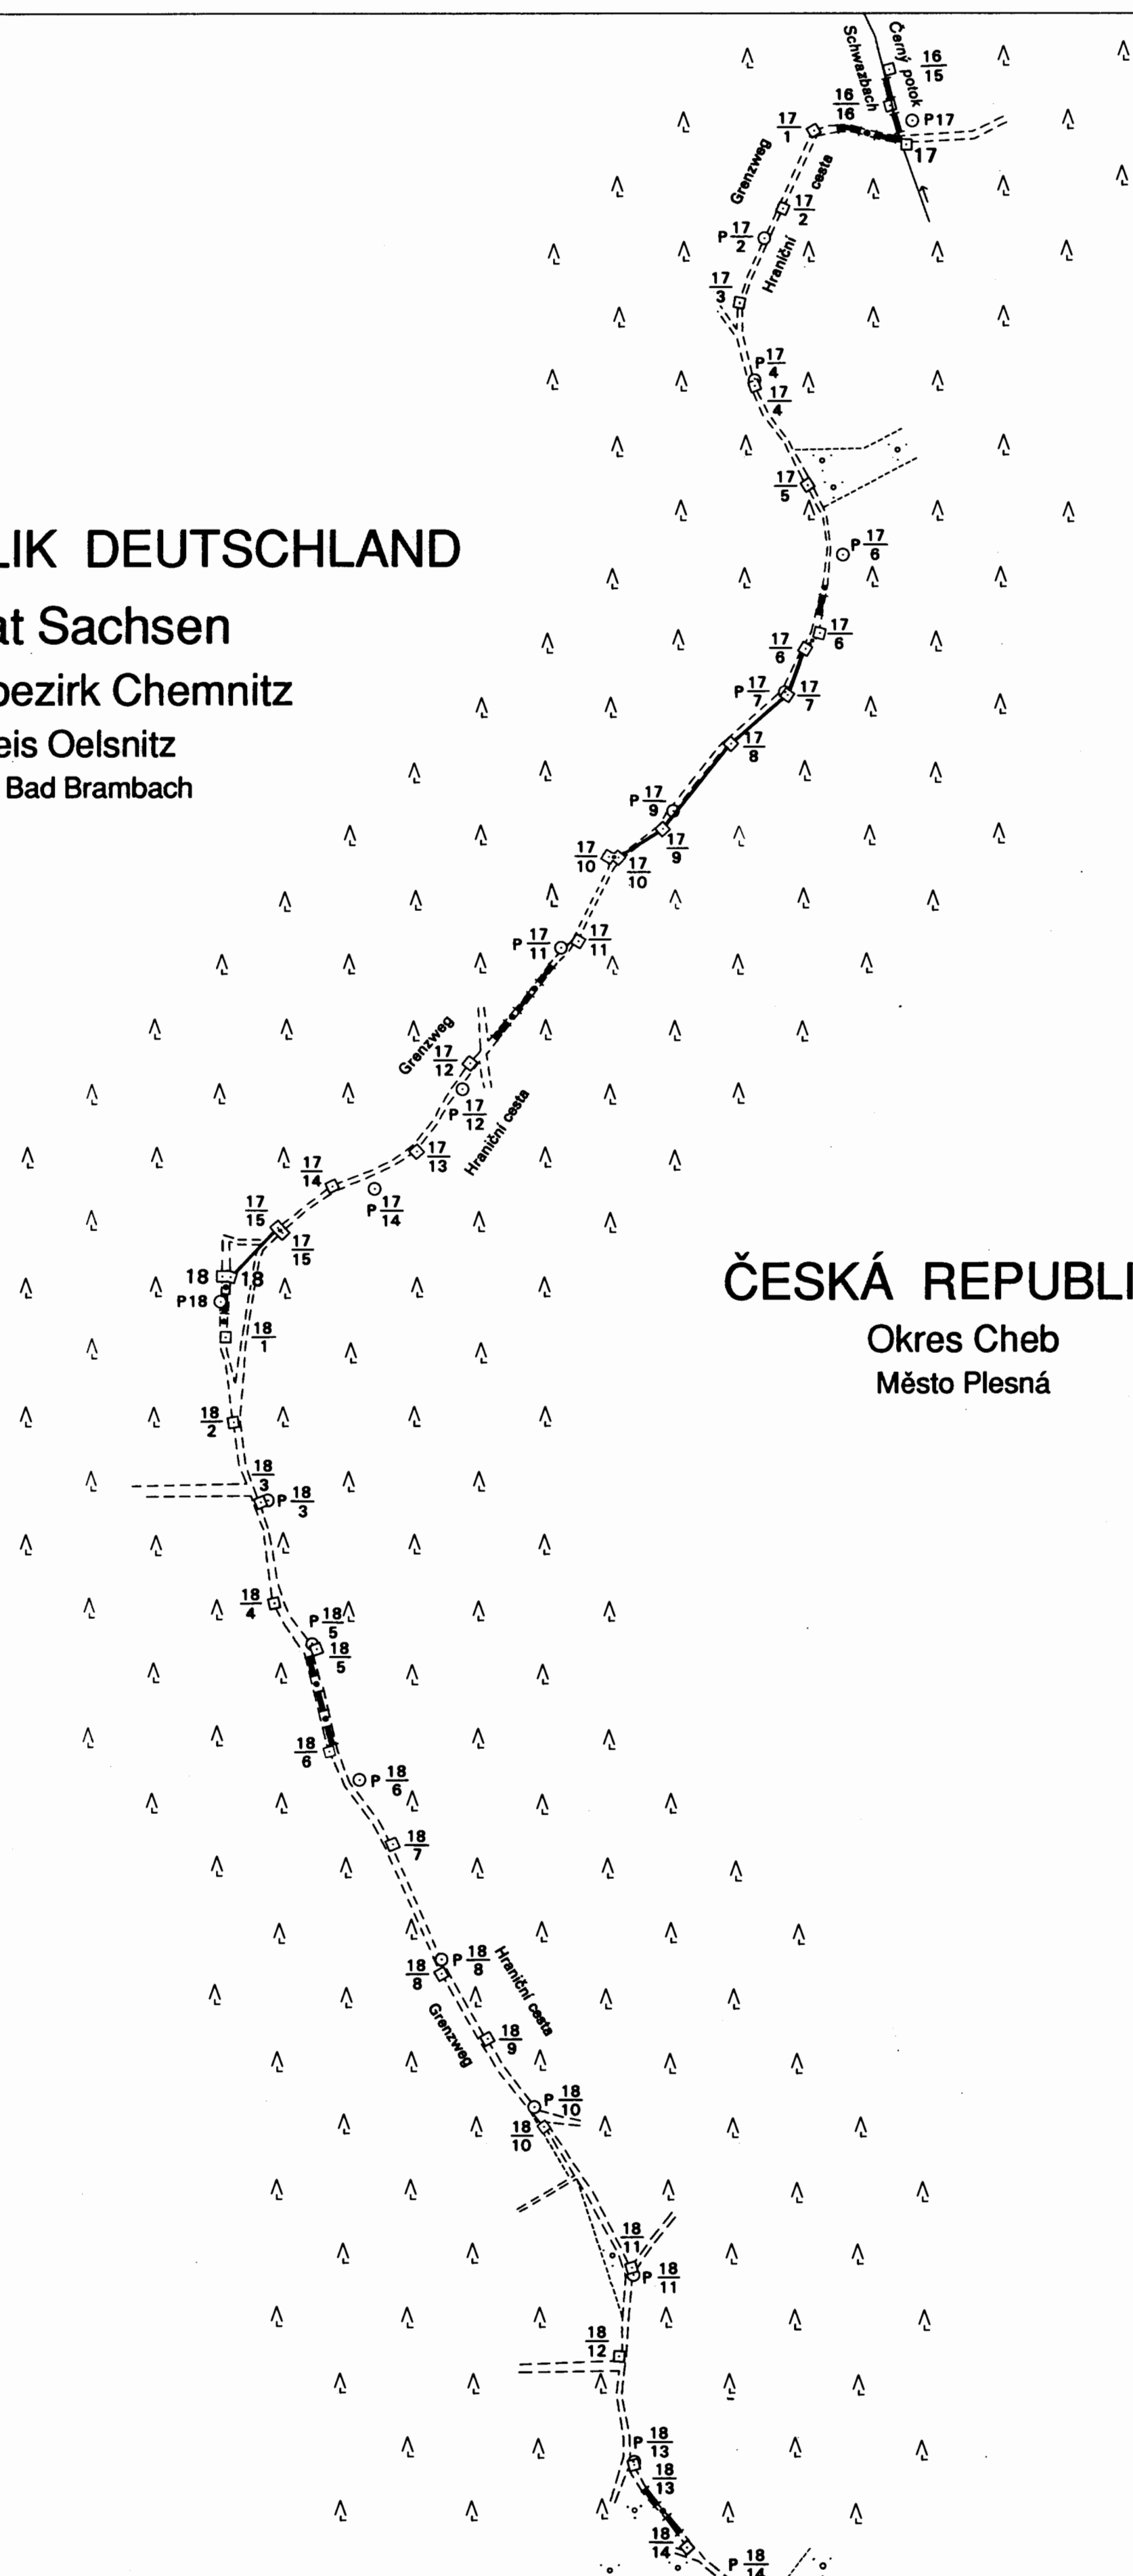 Schwazbach
Černý potok
16/15
16/16
P17
17
17/1
Grenzweg
Hraniční cesta
17/2
P 17/2
17/3
P 17/4
17/4
17/5
P 17/6
LIK DEUTSCHLAND
at Sachsen
17/6
17/6
bezirk Chemnitz
P 17/7
17/7
eis Oelsnitz
17/8
Bad Brambach
P 17/9
17/9
17/10
17/10
P 17/11
17/11
Grenzweg
17/12
P 17/12
Hraniční cesta
17/13
17/14
P 17/14
17/15
17/15
18
18
P18
ČESKÁ REPUBLI
Okres Cheb
Město Plesná
18/1
18/2
18/3
P 18/3
18/4
P 18/5
18/5
18/6
P 18/6
18/7
P 18/8
18/8
Hraniční cesta
Grenzweg
18/9
P 18/10
18/10
18/11
P 18/11
18/12
P 18/13
18/13
18/14
P 18/14